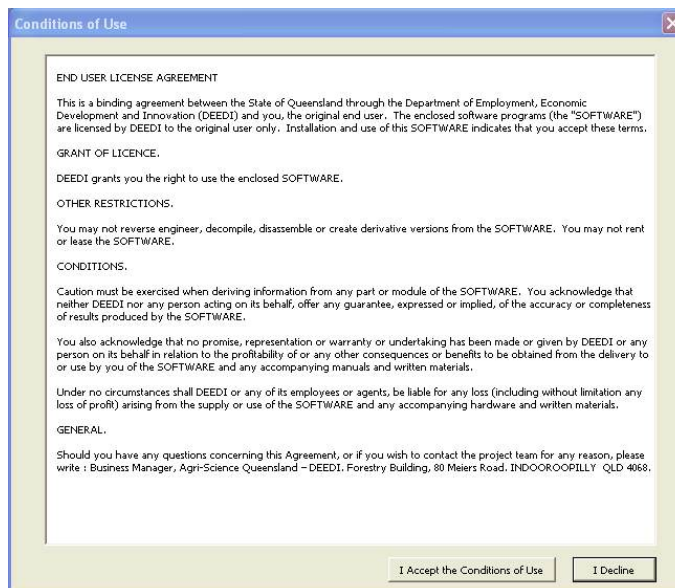 Conditions of Use
END USER LICENSE AGREEMENT
This is a binding agreement between the State of Queensland through the Department of Employment, Economic
Development and Innovation (DEEDI) and you, the original end user. The enclosed software programs (the "SOFTWARE")
are licensed by DEEDI to the original user only. Installation and use of this SOFTWARE indicates that you accept these terms.
GRANT OF LICENCE.
DEEDI grants you the right to use the enclosed SOFTWARE.
OTHER RESTRICTIONS.
You may not reverse engineer, decompile, disassemble or create derivative versions from the SOFTWARE. You may not rent
or lease the SOFTWARE.
CONDITIONS.
Caution must be exercised when deriving information from any part or module of the SOFTWARE. You acknowledge that
neither DEEDI nor any person acting on its behalf, offer any guarantee, expressed or implied, of the accuracy or completeness
of results produced by the SOFTWARE.
You also acknowledge that no promise, representation or warranty or undertaking has been made or given by DEEDI or any
person on its behalf in relation to the profitability of or any other consequences or benefits to be obtained from the delivery to
or use by you of the SOFTWARE and any accompanying manuals and written materials.
Under no circumstances shall DEEDI or any of its employees or agents, be liable for any loss (including without limitation any
loss of profit) arising from the supply or use of the SOFTWARE and any accompanying hardware and written materials.
GENERAL.
Should you have any questions concerning this Agreement, or if you wish to contact the project team for any reason, please
write : Business Manager, Agri-Science Queensland – DEEDI. Forestry Building, 80 Meiers Road. INDOOROOPILLY QLD 4068.
I Accept the Conditions of Use
I Decline